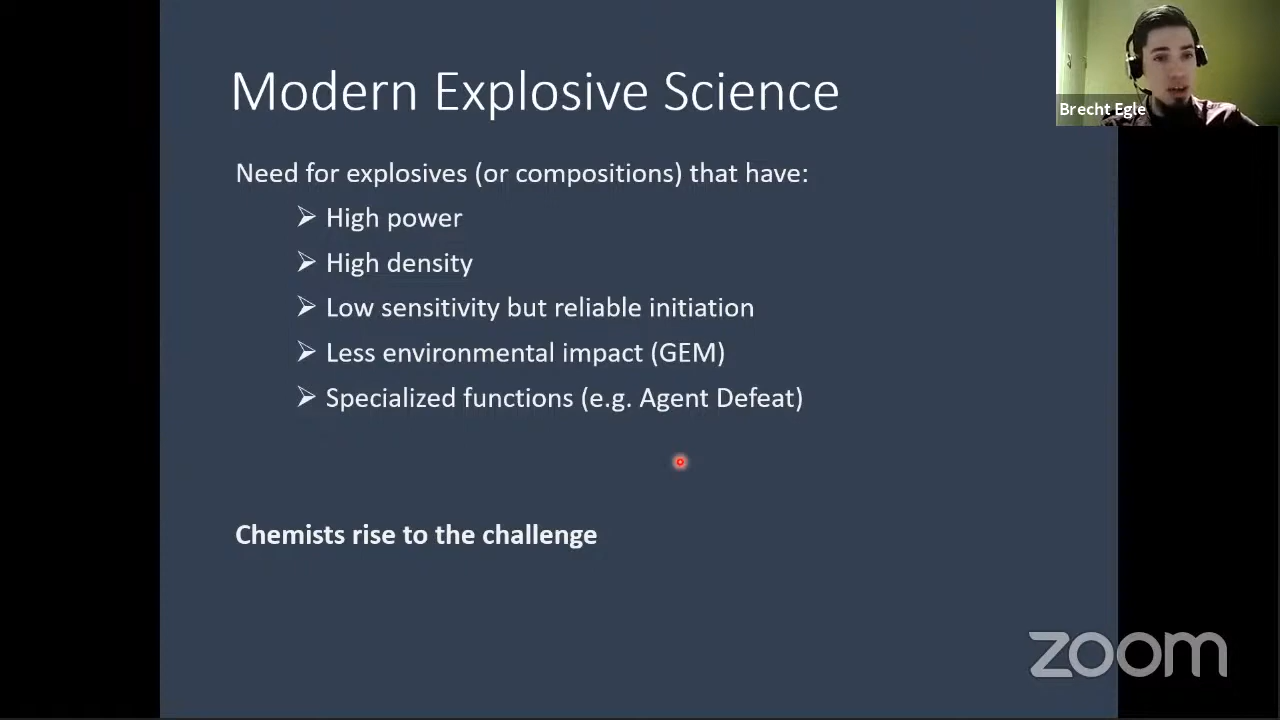 Modern Explosive Science
Brecht Egle
Need for explosives (or compositions) that have:
➢ High power
➢ High density
➢ Low sensitivity but reliable initiation
➢ Less environmental impact (GEM)
➢ Specialized functions (e.g. Agent Defeat)
Chemists rise to the challenge
zoom